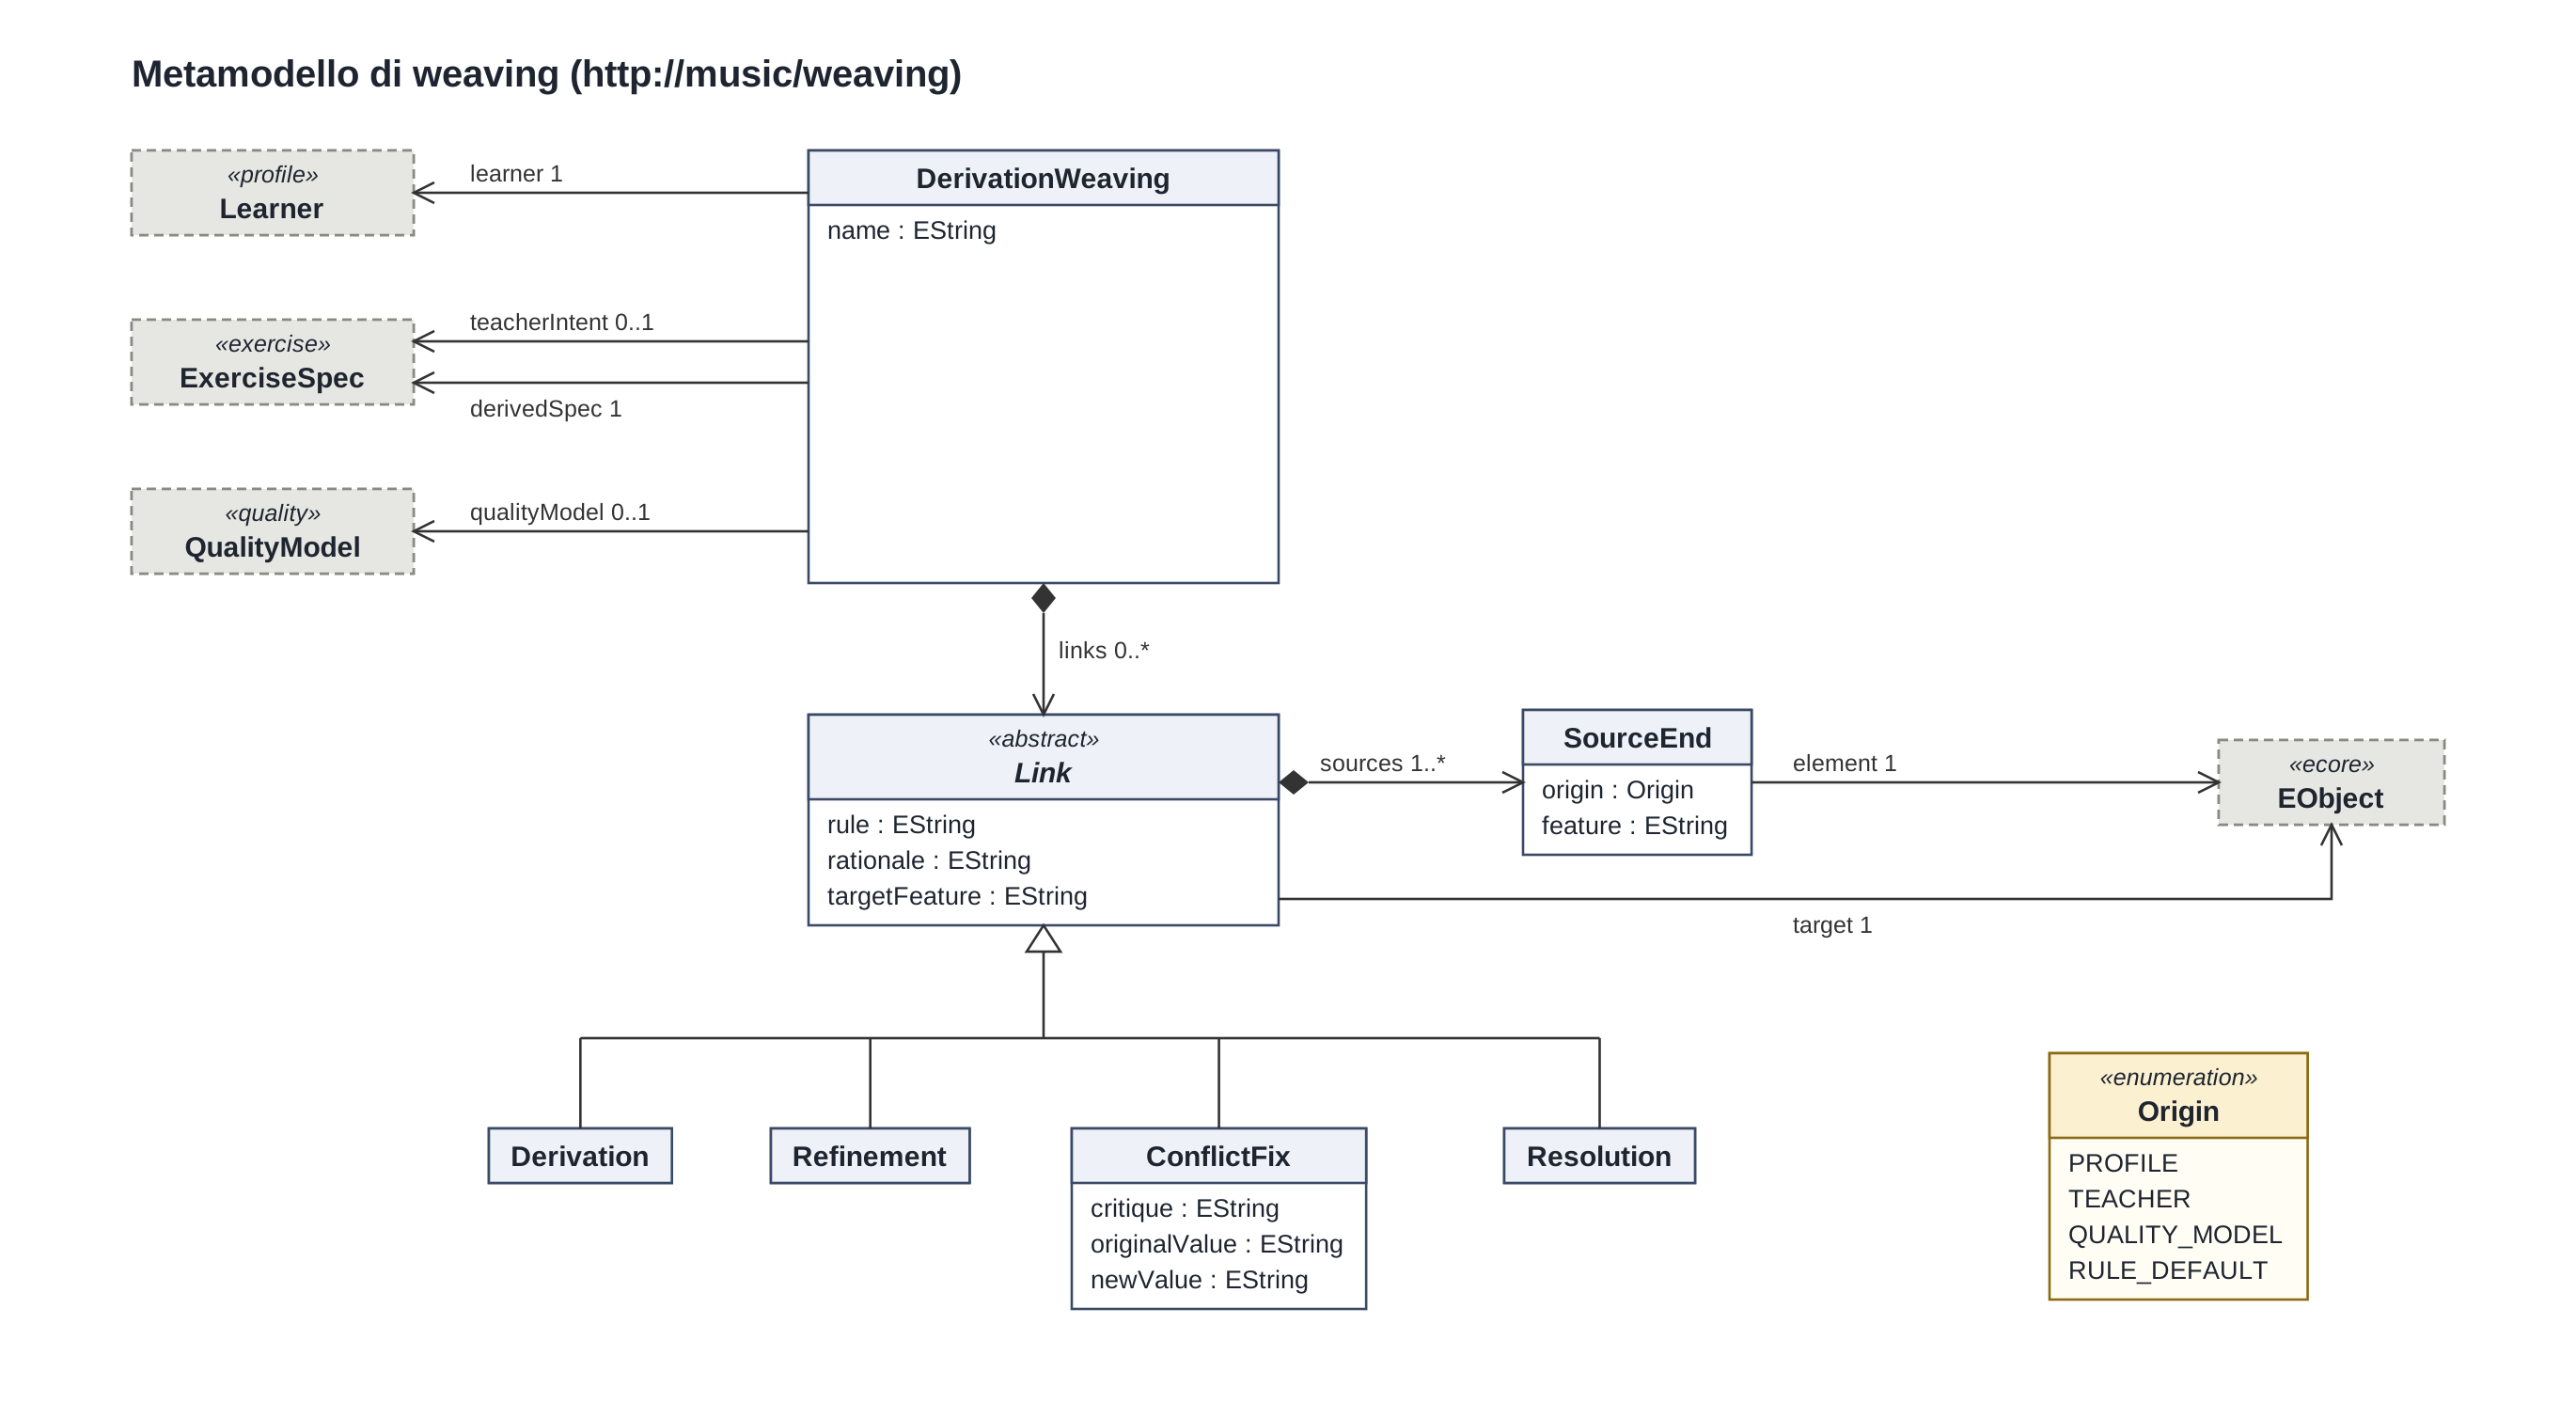 Metamodello di weaving (http://music/weaving)
«profile»
Learner
learner 1
DerivationWeaving
name : EString
«exercise»
ExerciseSpec
teacherIntent 0..1
derivedSpec 1
«quality»
QualityModel
qualityModel 0..1
links 0..*
«abstract»
Link
rule : EString
rationale : EString
targetFeature : EString
sources 1..*
SourceEnd
origin : Origin
feature : EString
element 1
«ecore»
EObject
target 1
Derivation
Refinement
ConflictFix
critique : EString
originalValue : EString
newValue : EString
Resolution
«enumeration»
Origin
PROFILE
TEACHER
QUALITY_MODEL
RULE_DEFAULT